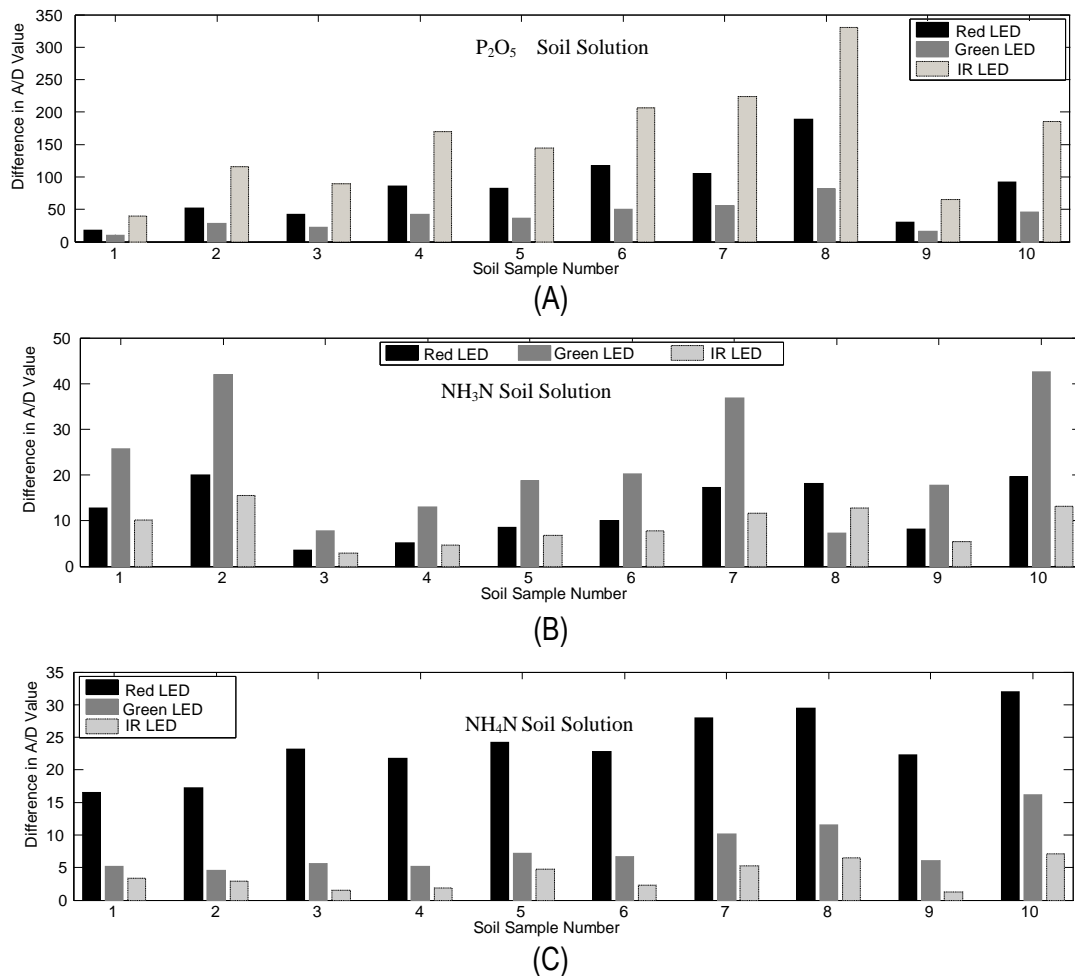 350
300
250
200
150
100
50
0
Difference in A/D Value
P₂O₅ Soil Solution
Red LED
Green LED
IR LED
1 2 3 4 5 6 7 8 9 10
Soil Sample Number
(A)
50
40
30
20
10
0
Difference in A/D Value
Red LED Green LED IR LED
NH₃N Soil Solution
1 2 3 4 5 6 7 8 9 10
Soil Sample Number
(B)
35
30
25
20
15
10
5
0
Difference in A/D Value
Red LED
Green LED
IR LED
NH₄N Soil Solution
1 2 3 4 5 6 7 8 9 10
Soil Sample Number
(C)